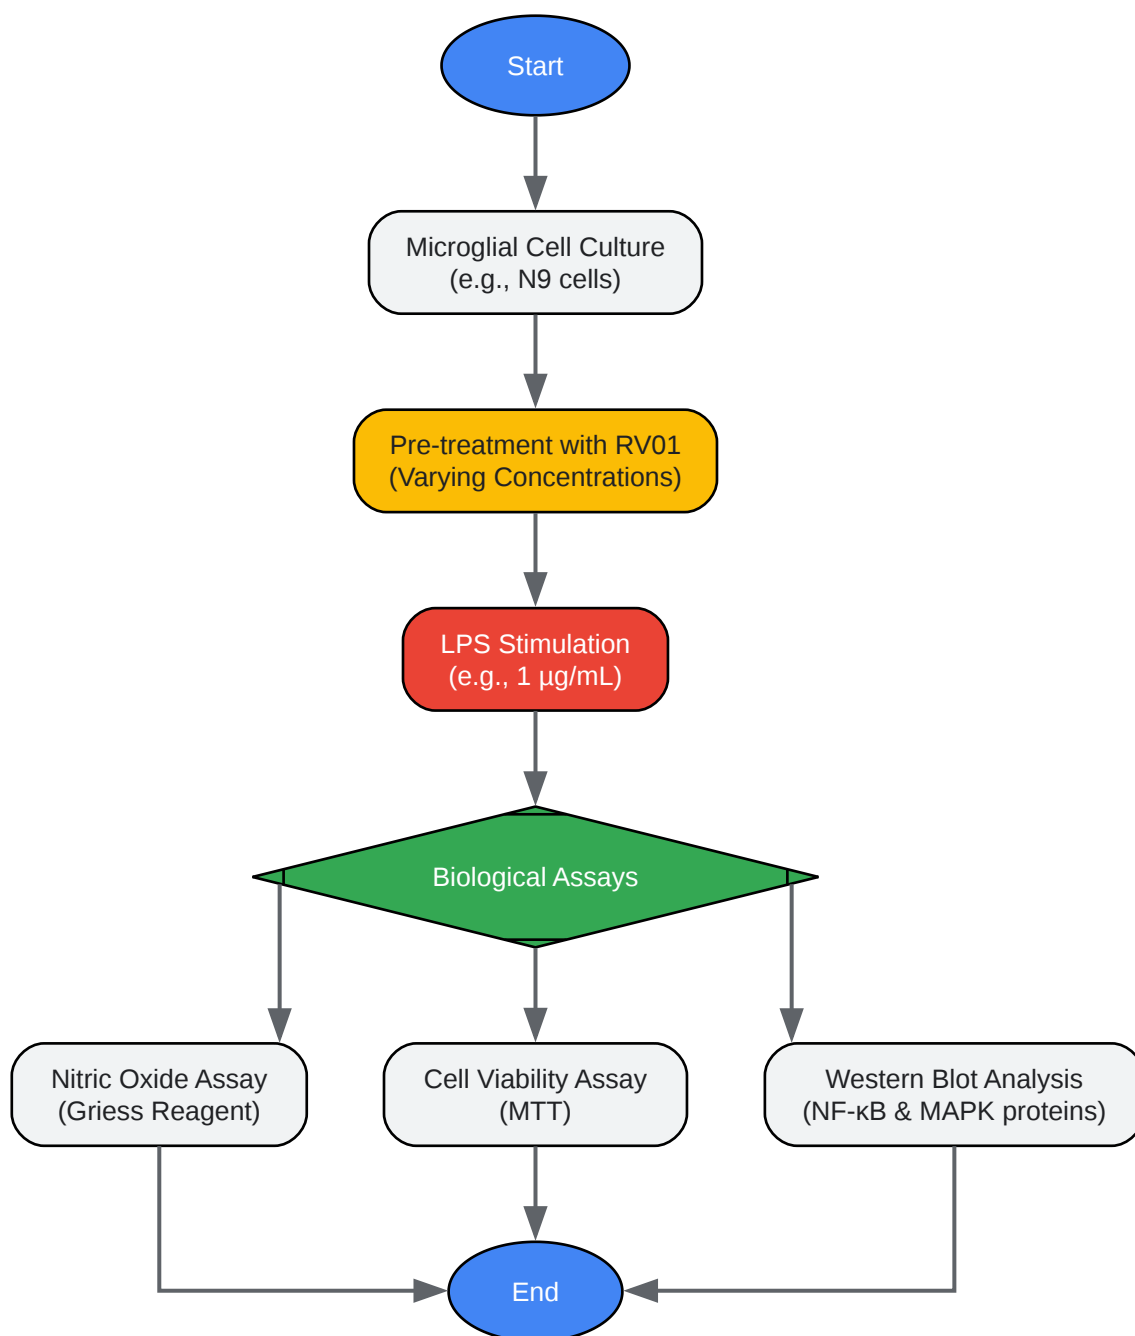 Start
Microglial Cell Culture
(e.g., N9 cells)
Pre-treatment with RV01
(Varying Concentrations)
LPS Stimulation
(e.g., 1 µg/mL)
Biological Assays
Nitric Oxide Assay
(Griess Reagent)
Cell Viability Assay
(MTT)
Western Blot Analysis
(NF-κB & MAPK proteins)
End